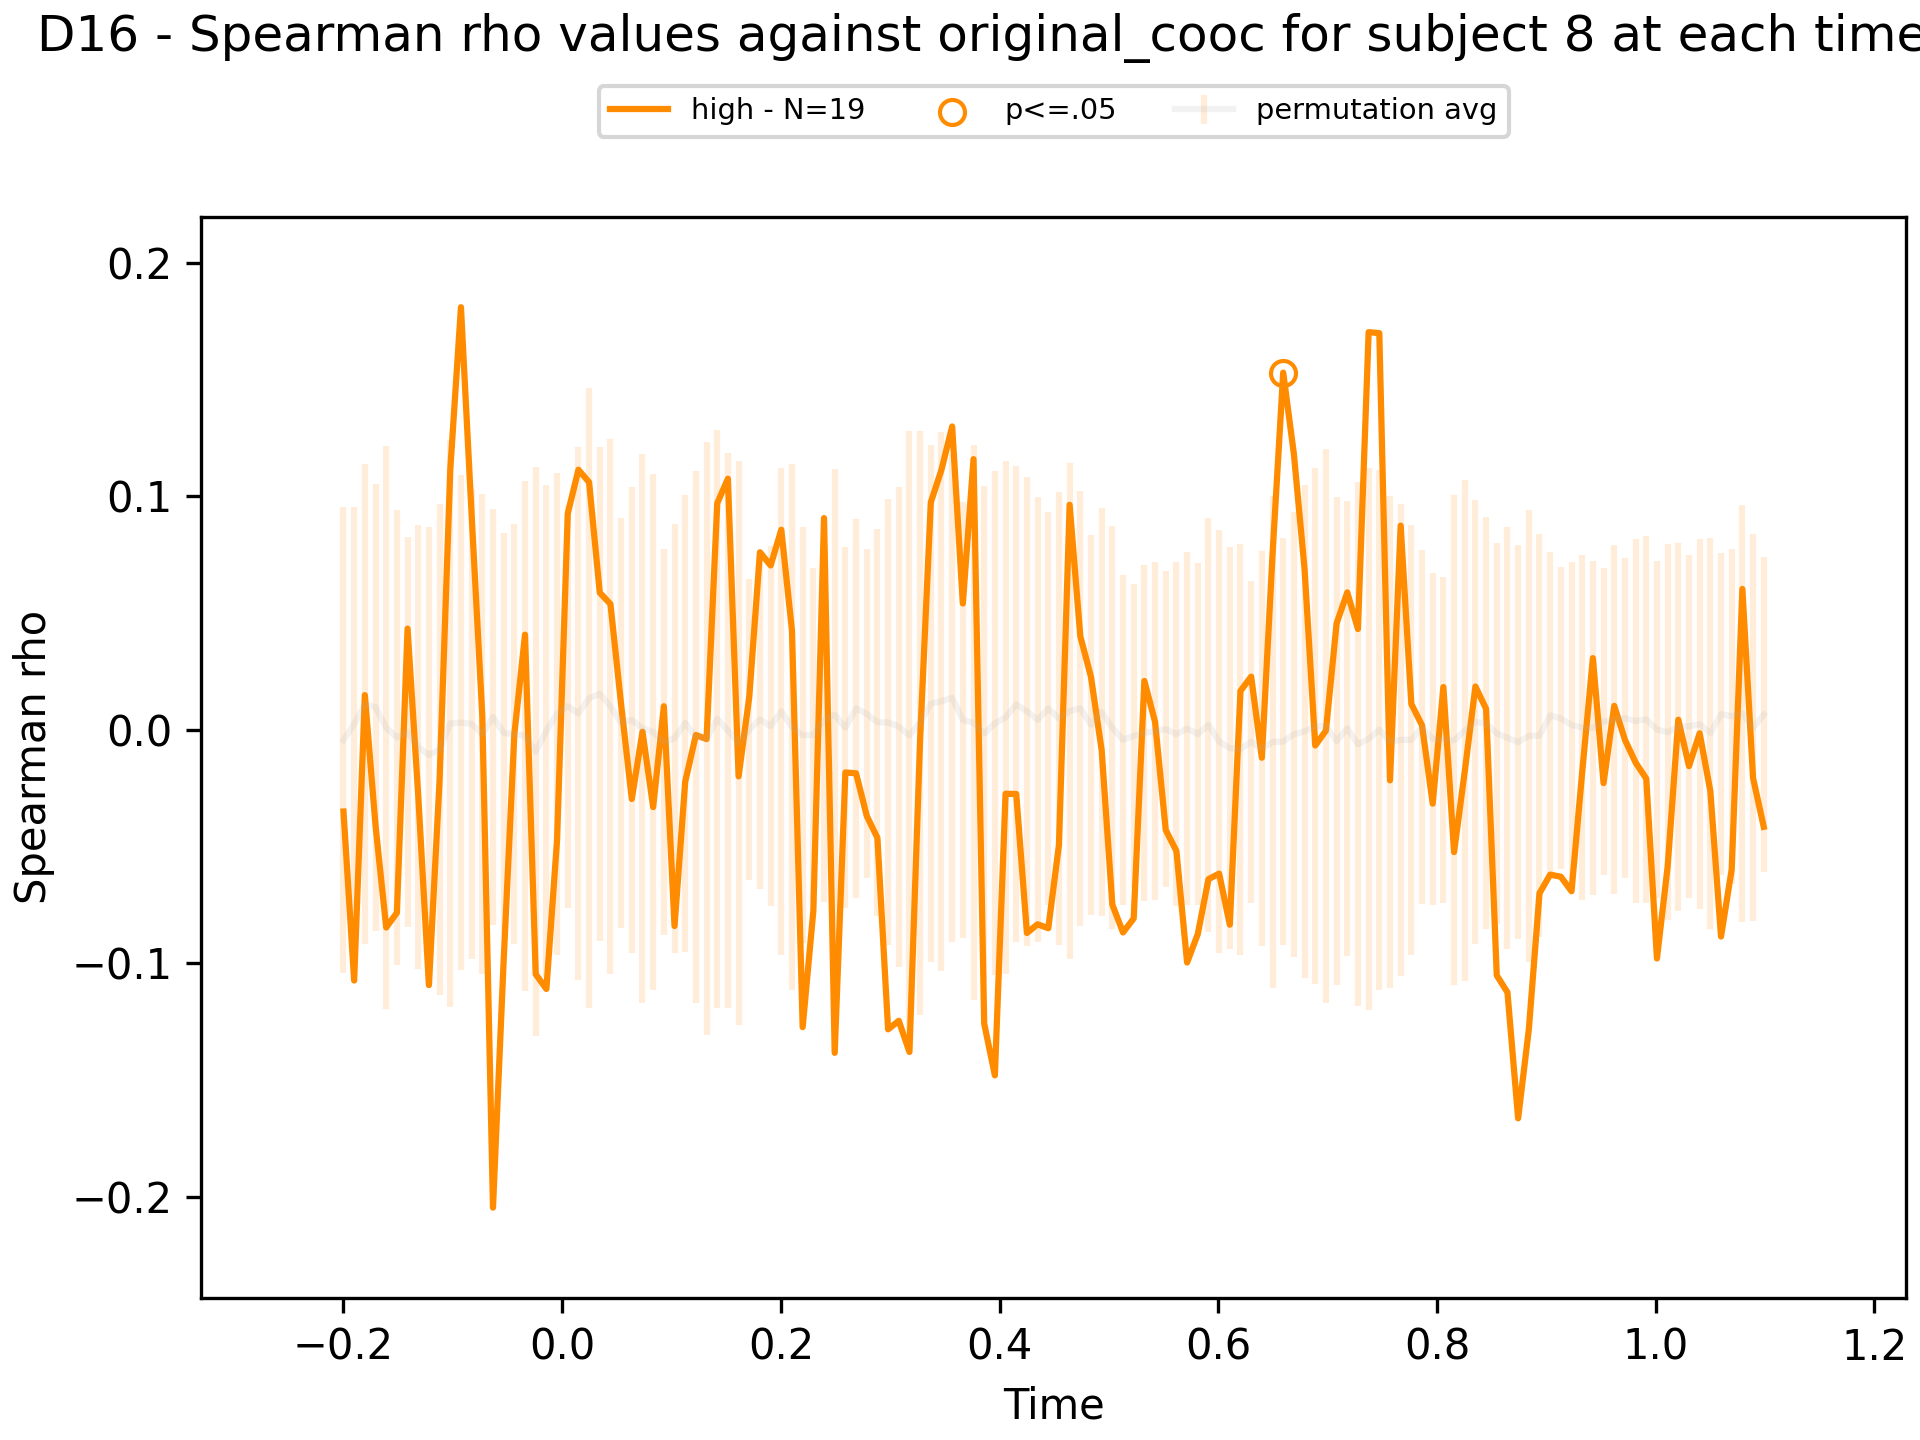 D16 - Spearman rho values against original_cooc for subject 8 at each time
high - N=19
p<=.05
permutation avg
0.2
0.1
0.0
−0.1
−0.2
Spearman rho
−0.2
0.0
0.2
0.4
0.6
0.8
1.0
1.2
Time